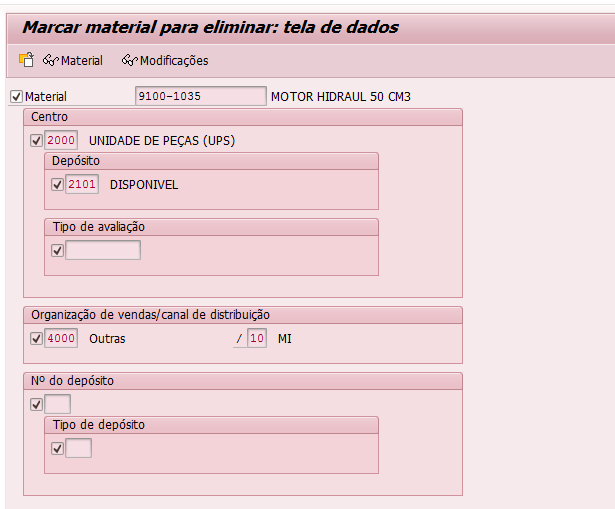 Marcar material para eliminar: tela de dados
Material Modificações
Material 9100-1035 MOTOR HIDRAUL 50 CM3
Centro
2000 UNIDADE DE PEÇAS (UPS)
Depósito
2101 DISPONIVEL
Tipo de avaliação
Organização de vendas/canal de distribuição
4000 Outras / 10 MI
Nº do depósito
Tipo de depósito